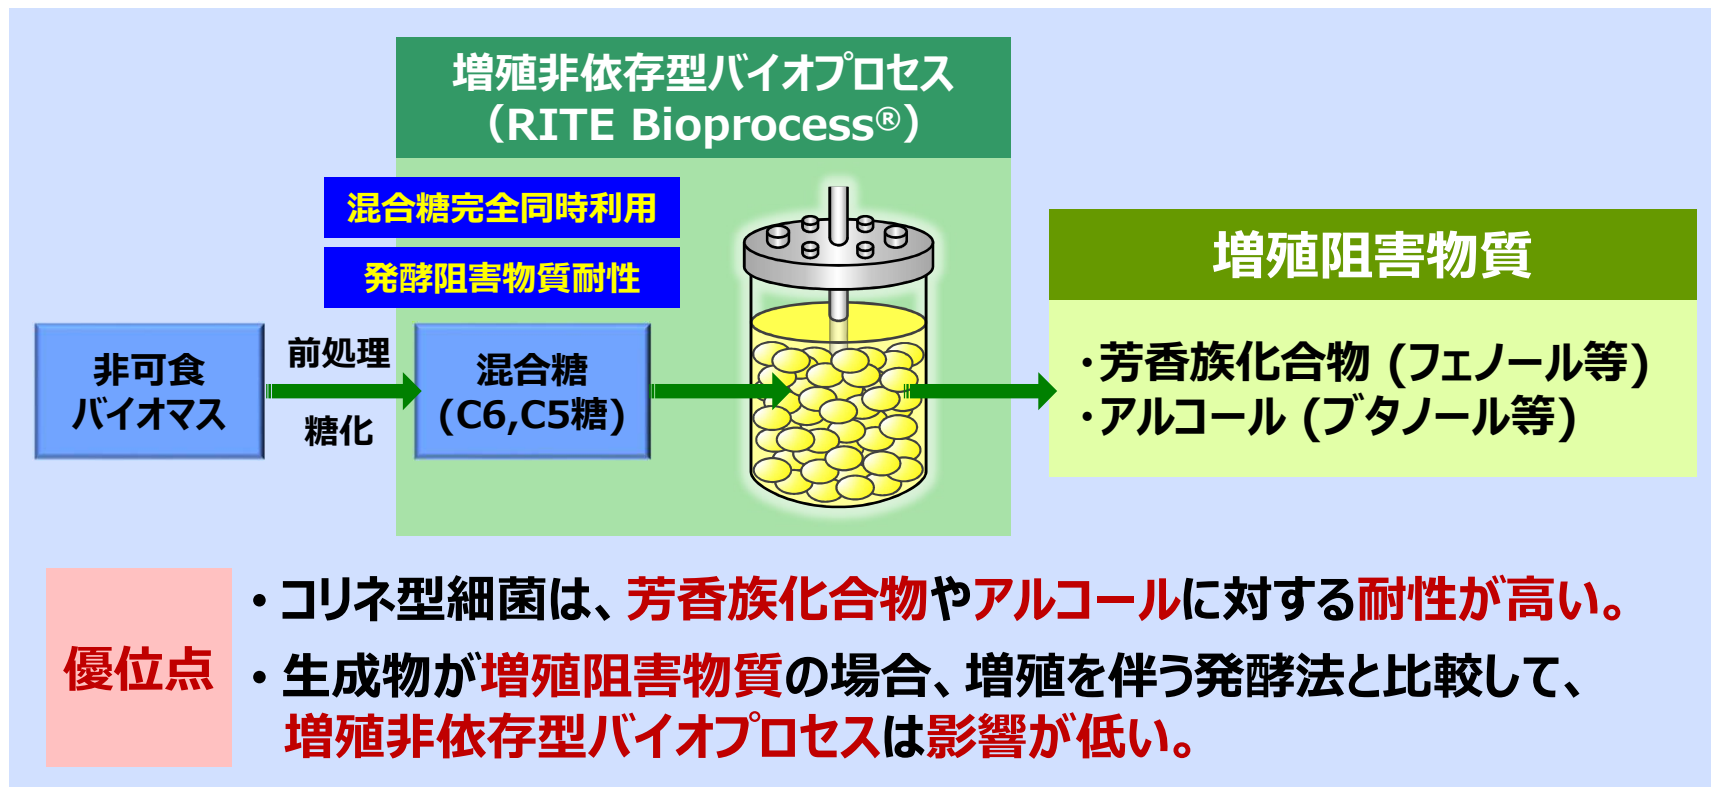 増殖非依存型バイオプロセス
（RITE Bioprocess®）
混合糖完全同時利用
発酵阻害物質耐性
非可食
バイオマス
前処理
糖化
混合糖
(C6,C5糖)
増殖阻害物質
・芳香族化合物 (フェノール等)
・アルコール (ブタノール等)
優位点
・コリネ型細菌は、芳香族化合物やアルコールに対する耐性が高い。
・生成物が増殖阻害物質の場合、増殖を伴う発酵法と比較して、
増殖非依存型バイオプロセスは影響が低い。